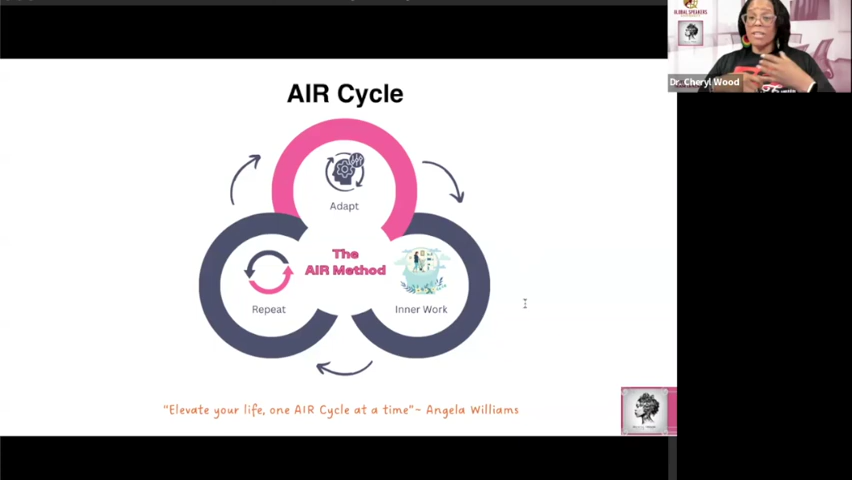 AIR Cycle
Adapt
The
AIR Method
Repeat
Inner Work
"Elevate your life, one AIR Cycle at a time"~ Angela Williams
GLOBAL SPEAKERS
Dr. Cheryl Wood